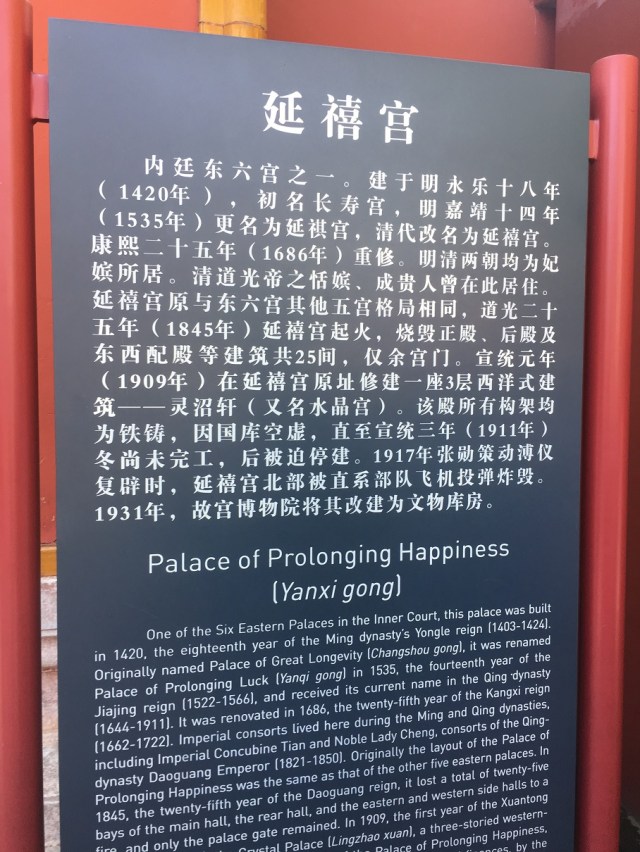 延禧宫
内廷东六宫之一。建于明永乐十八年
（1420年），初名长寿宫，明嘉靖十四年
（1535年）更名为延祺宫，清代改名为延禧宫。
康熙二十五年（1686年）重修。明清两朝均为妃
嫔所居。清道光帝之恬嫔、成贵人曾在此居住。
延禧宫原与东六宫其他五宫格局相同，道光二十
五年（1845年）延禧宫起火，烧毁正殿、后殿及
东西配殿等建筑共25间，仅余宫门。宣统元年
（1909年）在延禧宫原址修建一座3层西洋式建
筑——灵沼轩（又名水晶宫）。该殿所有构架均
为铁铸，因国库空虚，直至宣统三年（1911年）
冬尚未完工，后被迫停建。1917年张勋策动溥仪
复辟时，延禧宫北部被直系部队飞机投弹炸毁。
1931年，故宫博物院将其改建为文物库房。
Palace of Prolonging Happiness
(Yanxi gong)
One of the Six Eastern Palaces in the Inner Court, this palace was built
in 1420, the eighteenth year of the Ming dynasty's Yongle reign (1403-1424).
Originally named Palace of Great Longevity (Changshou gong), it was renamed
Palace of Prolonging Luck (Yanqi gong) in 1535, the fourteenth year of the
Jiajing reign (1522-1566), and received its current name in the Qing dynasty
(1644-1911). It was renovated in 1686, the twenty-fifth year of the Kangxi reign
(1662-1722). Imperial consorts lived here during the Ming and Qing dynasties,
including Imperial Concubine Tian and Noble Lady Cheng, consorts of the Qing-
dynasty Daoguang Emperor (1821-1850). Originally the layout of the Palace of
Prolonging Happiness was the same as that of the other five eastern palaces. In
1845, the twenty-fifth year of the Daoguang reign, it lost a total of twenty-five
bays of the main hall, the rear hall, and the eastern and western side halls to a
fire, and only the palace gate remained. In 1909, the first year of the Xuantong
Crystal Palace (Lingzhao xuan), a three-storied western-
the Palace of Prolonging Happiness,
finances, by the